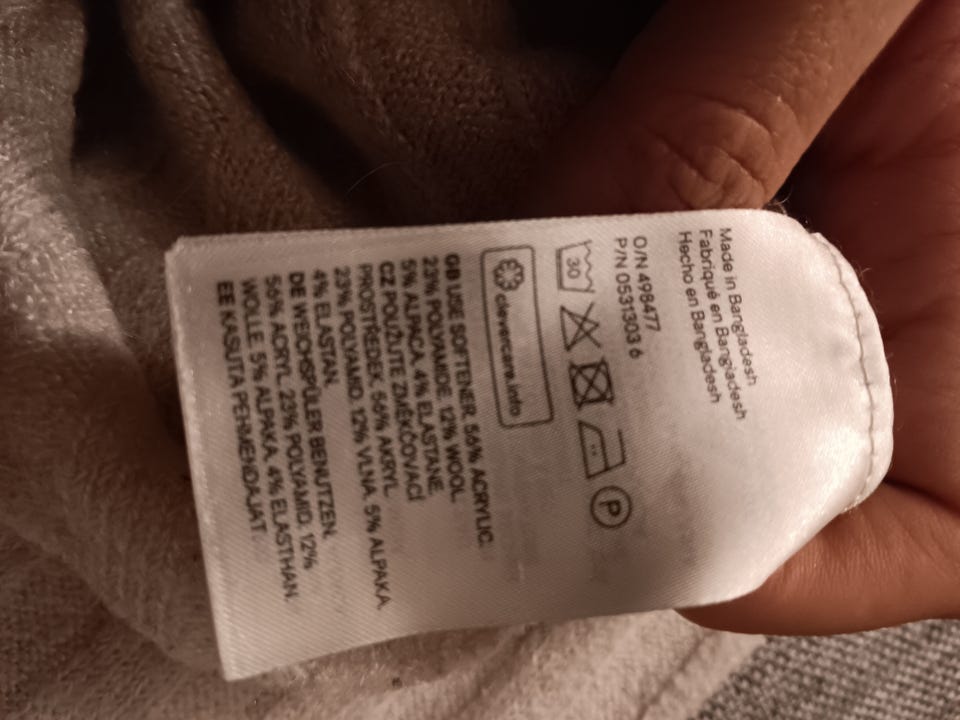 Made in Bangladesh
Fabriqué en Bangladesh
Hecho en Bangladesh
O/N 498477
P/N 0531303 6
30
P
clevercare.info
GB USE SOFTENER. 56% ACRYLIC.
23% POLYAMIDE. 12% WOOL.
5% ALPACA. 4% ELASTANE.
CZ POUŽIJTE ZMĚKČOVACÍ
PROSTŘEDEK. 56% AKRYL.
23% POLYAMID. 12% VLNA. 5% ALPAKA.
4% ELASTAN.
DE WEICHSPÜLER BENUTZEN.
56% ACRYL. 23% POLYAMID. 12%
WOLLE. 5% ALPAKA. 4% ELASTHAN.
EE KASUTA PEHMENDAJAT.